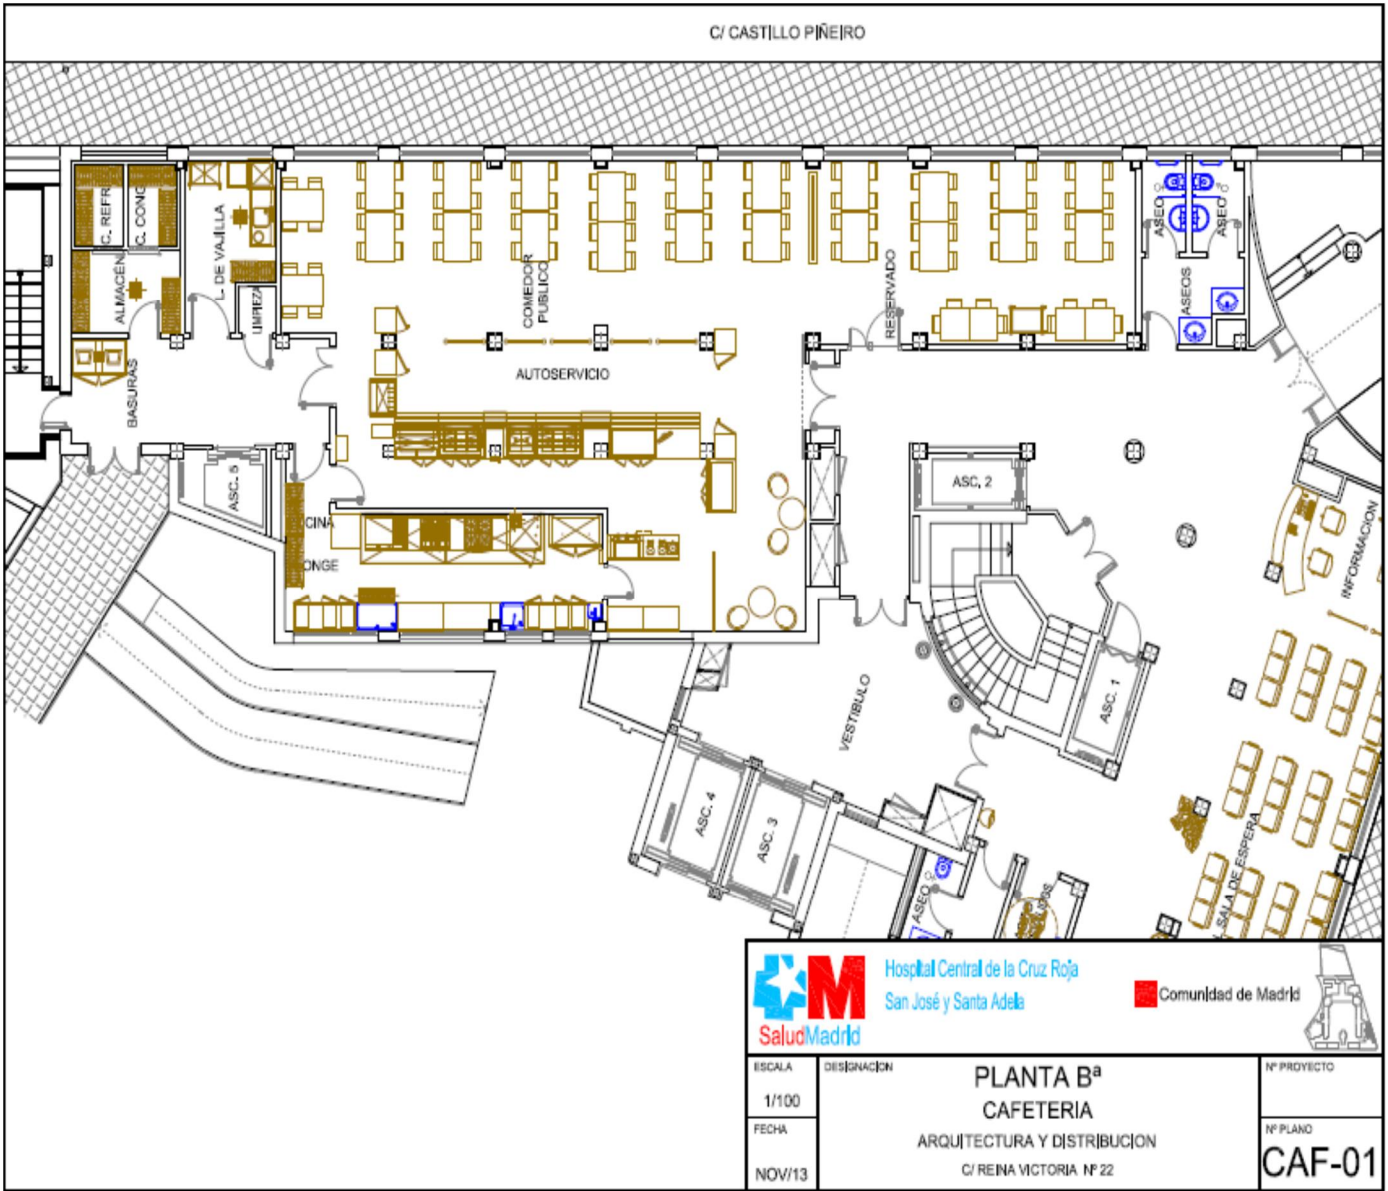 C/ CASTILLO PIÑEIRO
C. REFR
C. CONG
L. DE VAJILLA
ALMACÉN
LIMPIEZA
BASURAS
COMEDOR
PUBLICO
RESERVADO
ASEO
ASEO
ASEOS
AUTOSERVICIO
ASC. 5
CINA
ONGE
ASC. 2
INFORMACION
ASC. 1
VESTIBULO
ASC. 4
ASC. 3
ASEO
SALA DE ESPERA
Hospital Central de la Cruz Roja
San José y Santa Adela
SaludMadrid
Comunidad de Madrid
ESCALA
1/100
FECHA
NOV/13
DESIGNACION
PLANTA Bª
CAFETERIA
ARQUITECTURA Y DISTRIBUCION
C/ REINA VICTORIA Nº 22
Nº PROYECTO
Nº PLANO
CAF-01